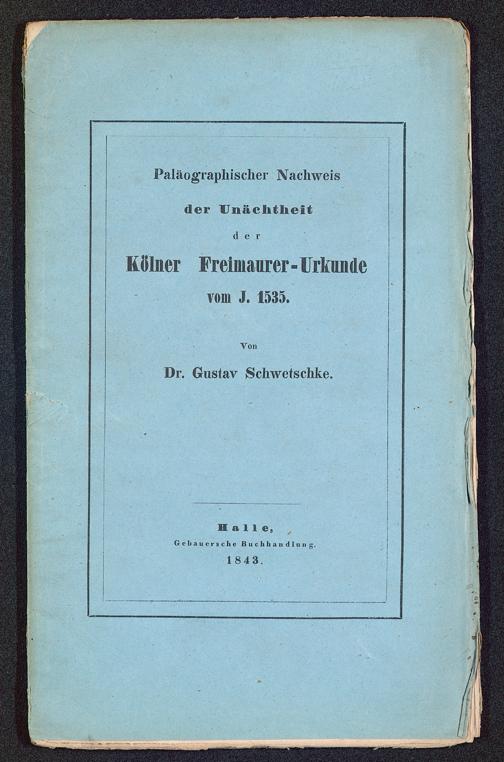 Paläographischer Nachweis
der Unächtheit
der
Kölner Freimaurer-Urkunde
vom J. 1535.
Von
Dr. Gustav Schwetschke.
Halle,
Gebauersche Buchhandlung.
1843.